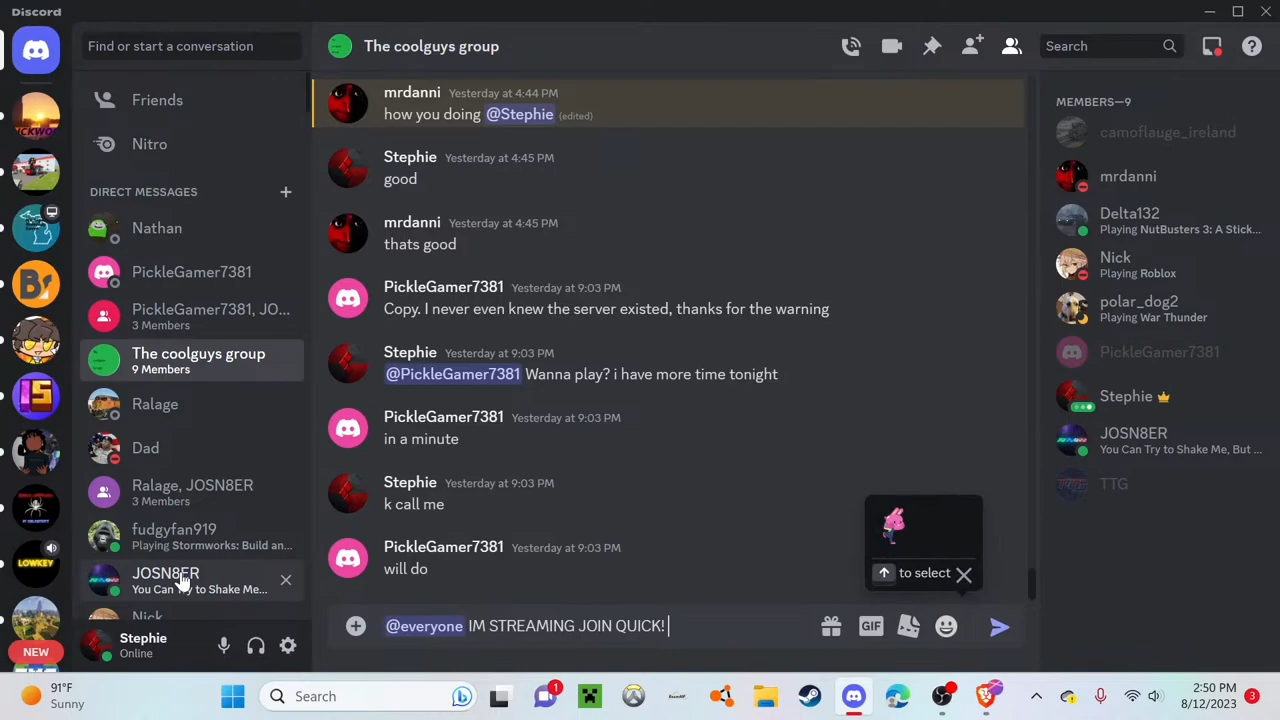 Discord
Find or start a conversation
The coolguys group
Search
Friends
Nitro
DIRECT MESSAGES
Nathan
PickleGamer7381
PickleGamer7381, JO...
3 Members
The coolguys group
9 Members
Ralage
Dad
Ralage, JOSN8ER
3 Members
fudgyfan919
Playing Stormworks: Build an...
JOSN8ER
You Can Try to Shake Me...
Nick
Stephie
Online
NEW
LOWKEY
mrdanni Yesterday at 4:44 PM
how you doing @Stephie (edited)
Stephie Yesterday at 4:45 PM
good
mrdanni Yesterday at 4:45 PM
thats good
PickleGamer7381 Yesterday at 9:03 PM
Copy. I never even knew the server existed, thanks for the warning
Stephie Yesterday at 9:03 PM
@PickleGamer7381 Wanna play? i have more time tonight
PickleGamer7381 Yesterday at 9:03 PM
in a minute
Stephie Yesterday at 9:03 PM
k call me
PickleGamer7381 Yesterday at 9:03 PM
will do
to select
@everyone IM STREAMING JOIN QUICK!
GIF
MEMBERS—9
camoflauge_ireland
mrdanni
Delta132
Playing NutBusters 3: A Stick...
Nick
Playing Roblox
polar_dog2
Playing War Thunder
PickleGamer7381
Stephie
JOSN8ER
You Can Try to Shake Me, But ...
TTG
91°F
Sunny
Search
1
2:50 PM
8/12/2023
3